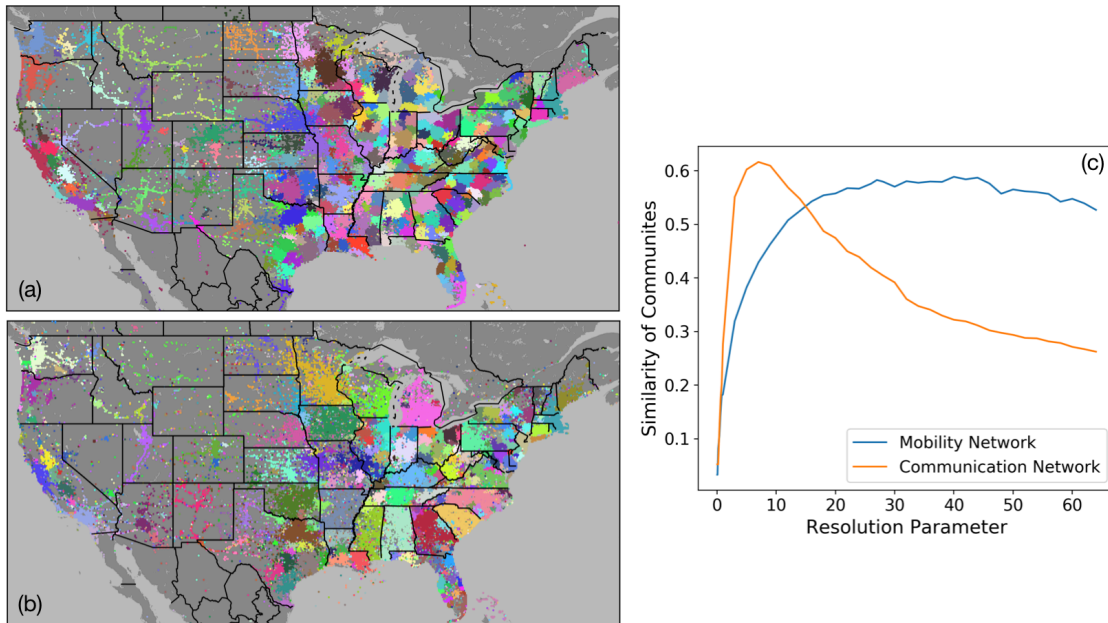 (a)
(b)
(c)
0.6
0.5
0.4
0.3
0.2
0.1
Similarity of Communites
0 10 20 30 40 50 60
Resolution Parameter
Mobility Network
Communication Network